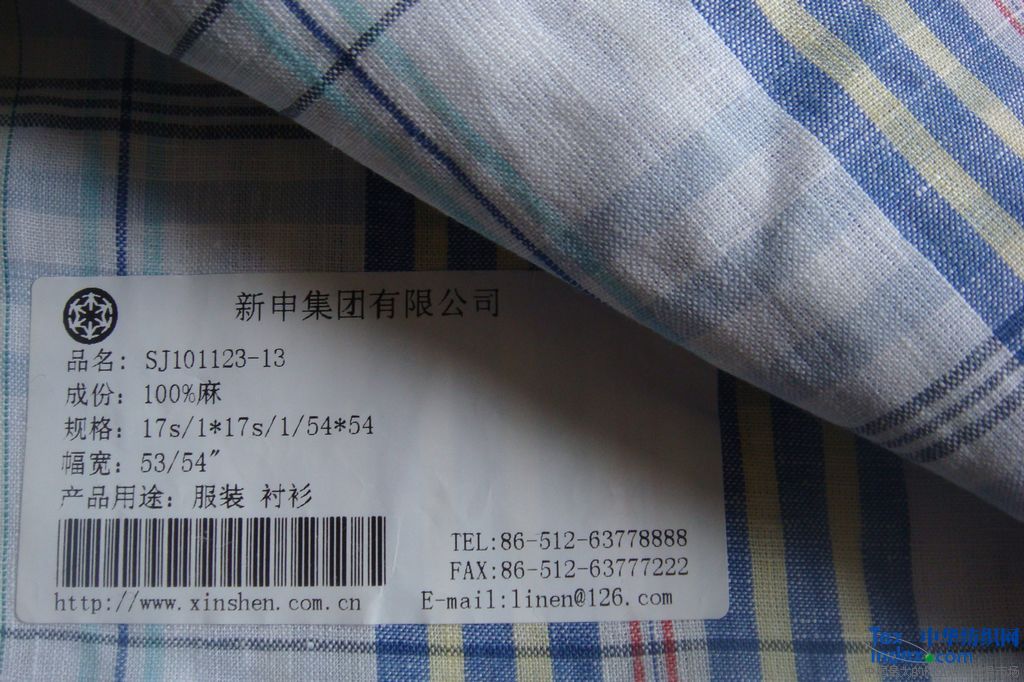 新申集团有限公司
品名: SJ101123-13
成份: 100%麻
规格: 17s/1*17s/1/54*54
幅宽: 53/54"
产品用途: 服装 衬衫
TEL:86-512-63778888
FAX:86-512-63777222
http://www.xinshen.com.cn E-mail:linen@126.com
中华纺织网
index.com